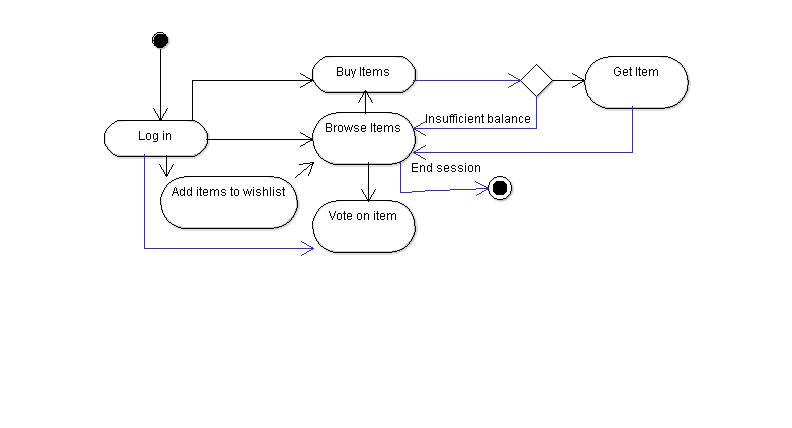 Buy Items
Get Item
Insufficient balance
Browse Items
Log in
End session
Add items to wishlist
Vote on item